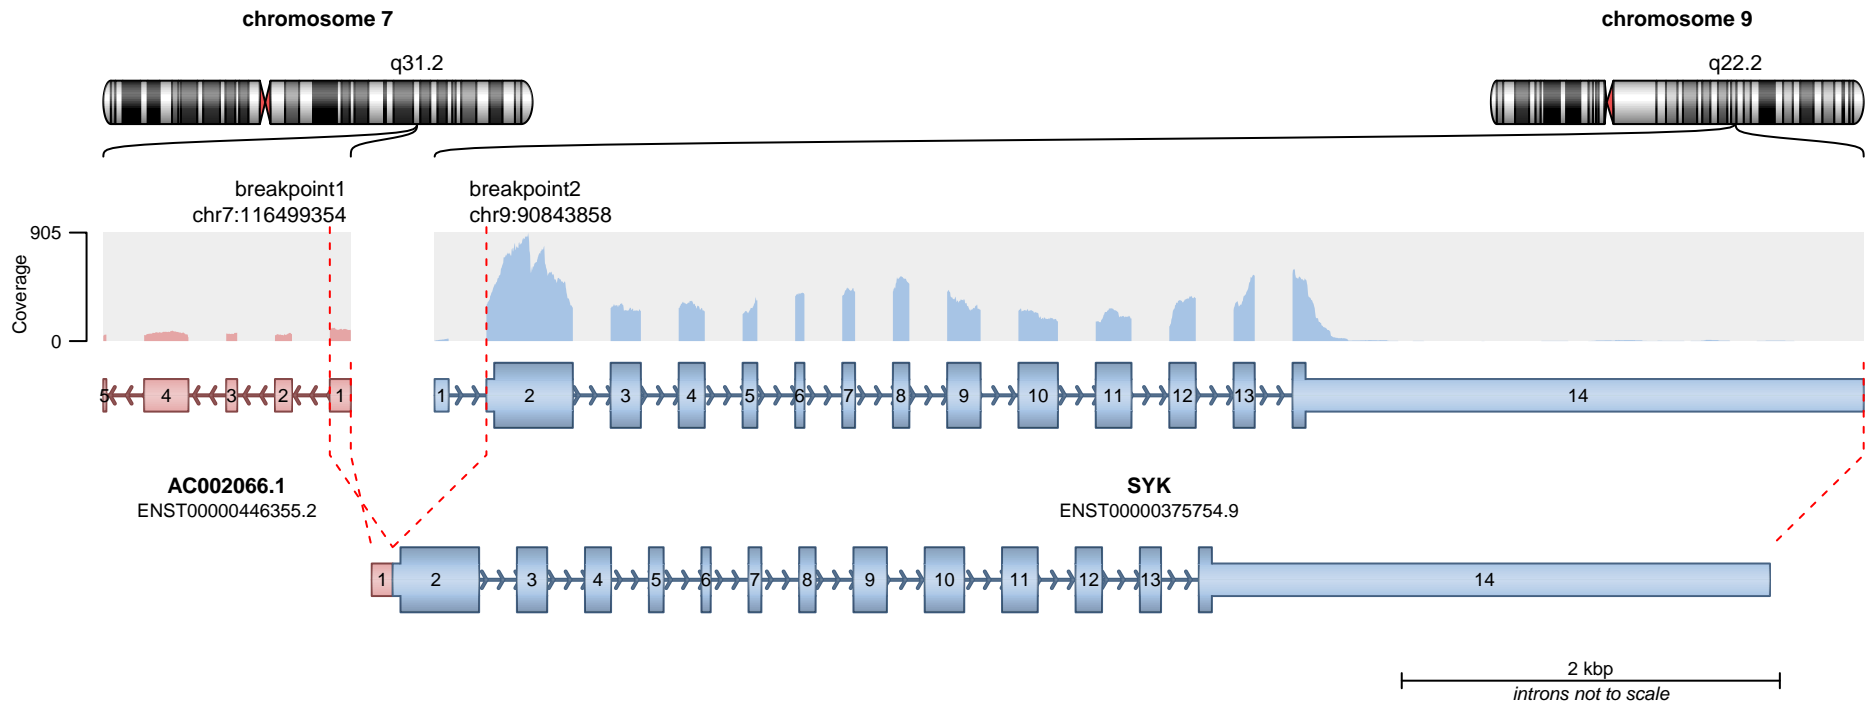 chromosome 7
chromosome 9
q31.2
q22.2
breakpoint1
chr7:116499354
breakpoint2
chr9:90843858
905
Coverage
0
5 4 3 2 1
1 2 3 4 5 6 7 8 9 10 11 12 13 14
AC002066.1
ENST00000446355.2
SYK
ENST00000375754.9
1 2 3 4 5 6 7 8 9 10 11 12 13 14
2 kbp
introns not to scale